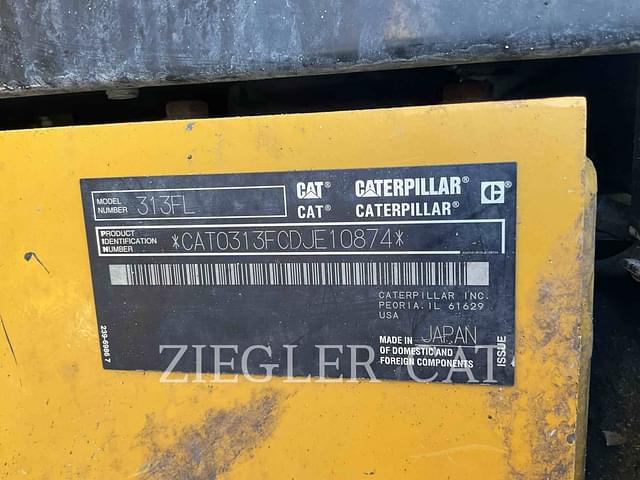 MODEL NUMBER 313FL
CAT® CATERPILLAR® C®
CAT® CATERPILLAR®
PRODUCT IDENTIFICATION NUMBER *CAT0313FCDJE10874*
CATERPILLAR INC.
PEORIA, IL 61629
USA
MADE IN JAPAN
OF DOMESTIC AND
FOREIGN COMPONENTS
ISSUE
239-6986 7
ZIEGLER CAT